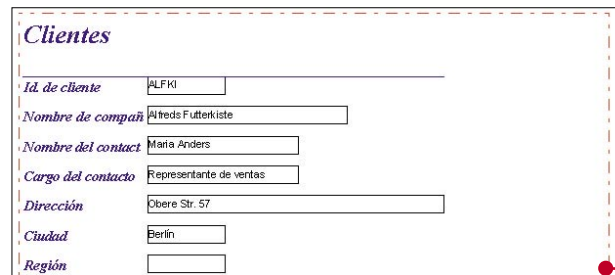 Clientes
Id. de cliente ALFKI
Nombre de compañ Alfreds Futterkiste
Nombre del contact Maria Anders
Cargo del contacto Representante de ventas
Dirección Obere Str. 57
Ciudad Berlín
Región